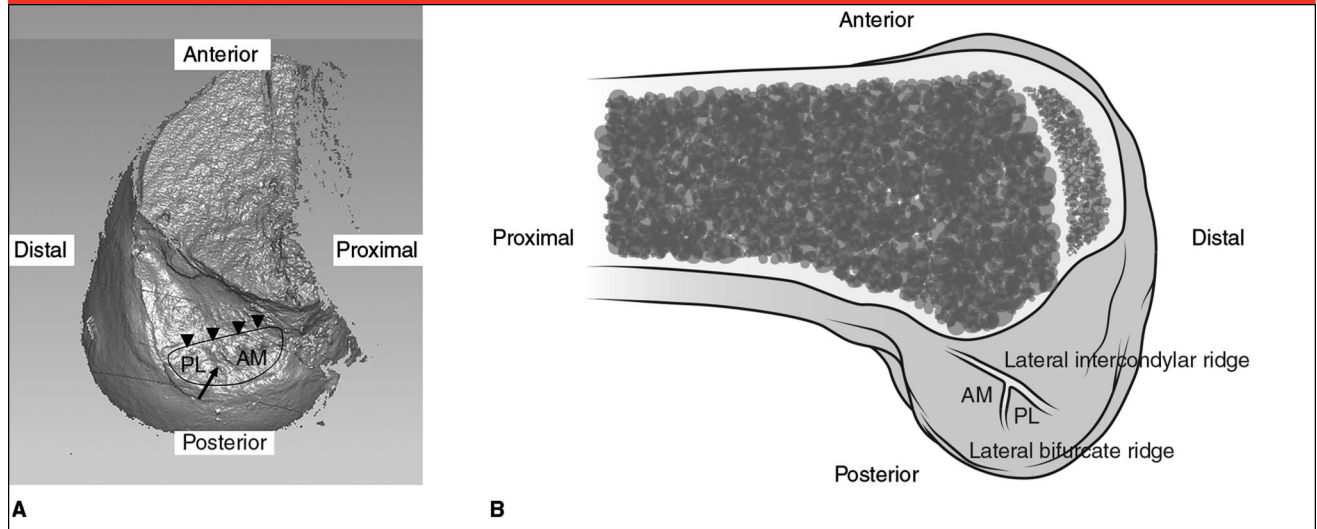 Anterior
Distal
Proximal
PL
AM
Posterior
A
Anterior
Proximal
Distal
Lateral intercondylar ridge
AM
PL
Lateral bifurcate ridge
Posterior
B